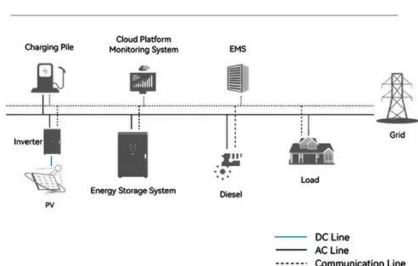 Charging Pile
Cloud Platform
Monitoring System
EMS
Inverter
Grid
PV
Energy Storage System
Diesel
Load
DC Line
AC Line
Communication Line